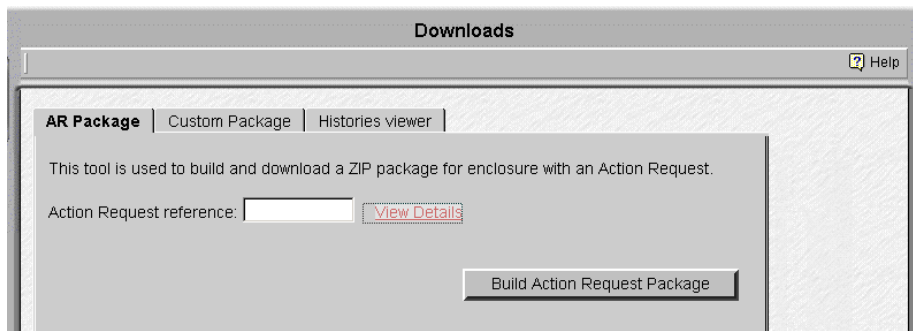 Downloads
Help
AR Package Custom Package Histories viewer
This tool is used to build and download a ZIP package for enclosure with an Action Request.
Action Request reference: View Details
Build Action Request Package